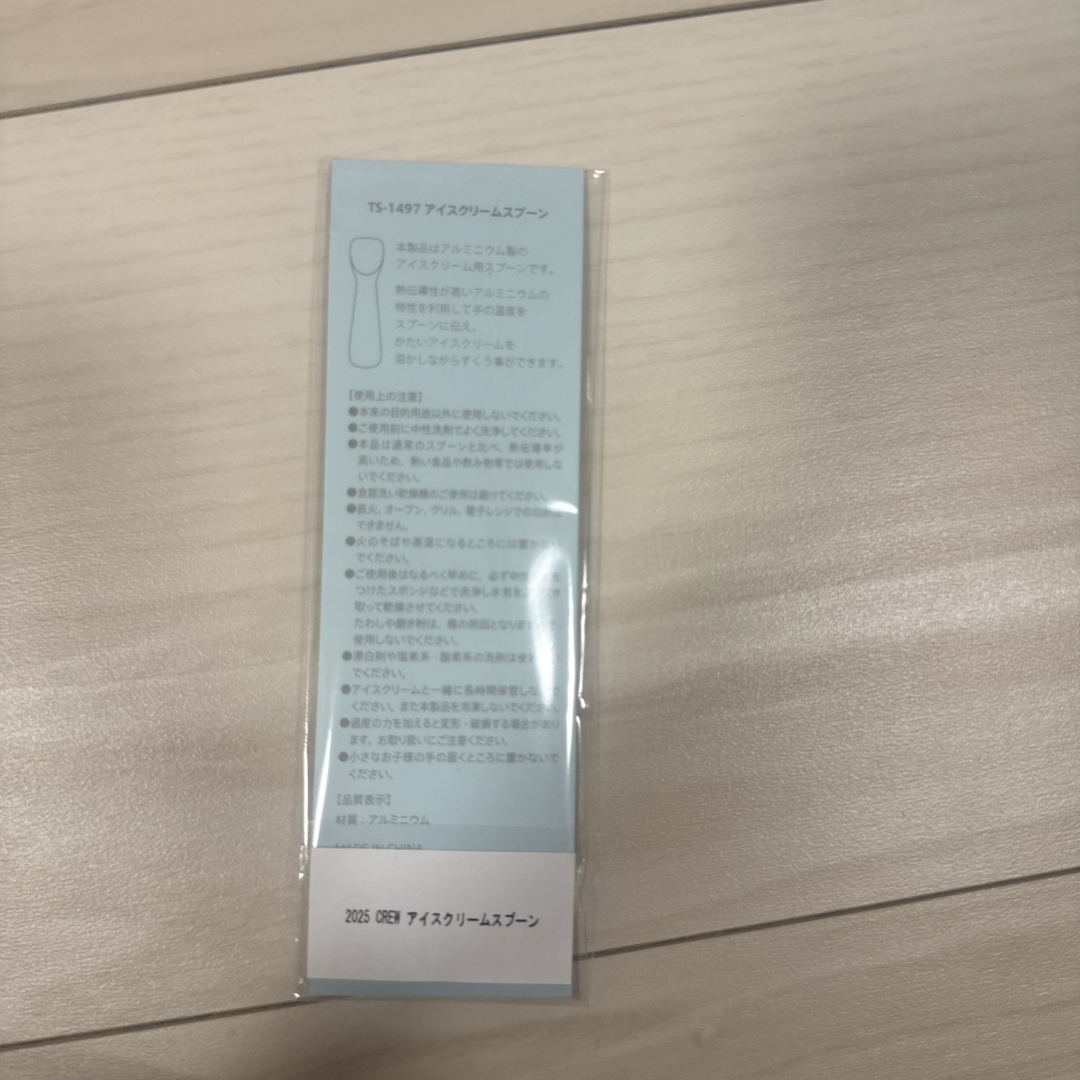 TS-1497 アイスクリームスプーン
本製品はアルミニウム製の
アイスクリーム用スプーンです。
熱伝導性が高いアルミニウムの
特性を利用して手の温度を
スプーンに伝え、
かたいアイスクリームを
溶かしながらすくう事ができます。
【使用上の注意】
●本来の目的用途以外に使用しないでください。
●ご使用前に中性洗剤でよく洗浄してください。
●本品は通常のスプーンと比べ、熱伝導率が
高いため、熱い食品や飲み物等では使用しな
いでください。
●食器洗い乾燥機のご使用は避けてください。
●直火、オーブン、グリル、電子レンジでの
できません。
●火のそばや高温になるところには置かない
でください。
●ご使用後はなるべく早めに、必ず中性
つけたスポンジなどで洗浄し水気を
取って乾燥させてください。
たわしや磨き粉は、傷の原因となりま
使用しないでください。
●漂白剤や塩素系・酸素系の洗剤は使
でください。
●アイスクリームと一緒に長時間保管し
ください。また本製品を冷凍しないでください。
●過度の力を加えると変形・破損する場合があり
ます。お取り扱いにご注意ください。
●小さなお子様の手の届くところに置かないで
ください。
【品質表示】
材質：アルミニウム
MADE IN CHINA
2025 CREW アイスクリームスプーン